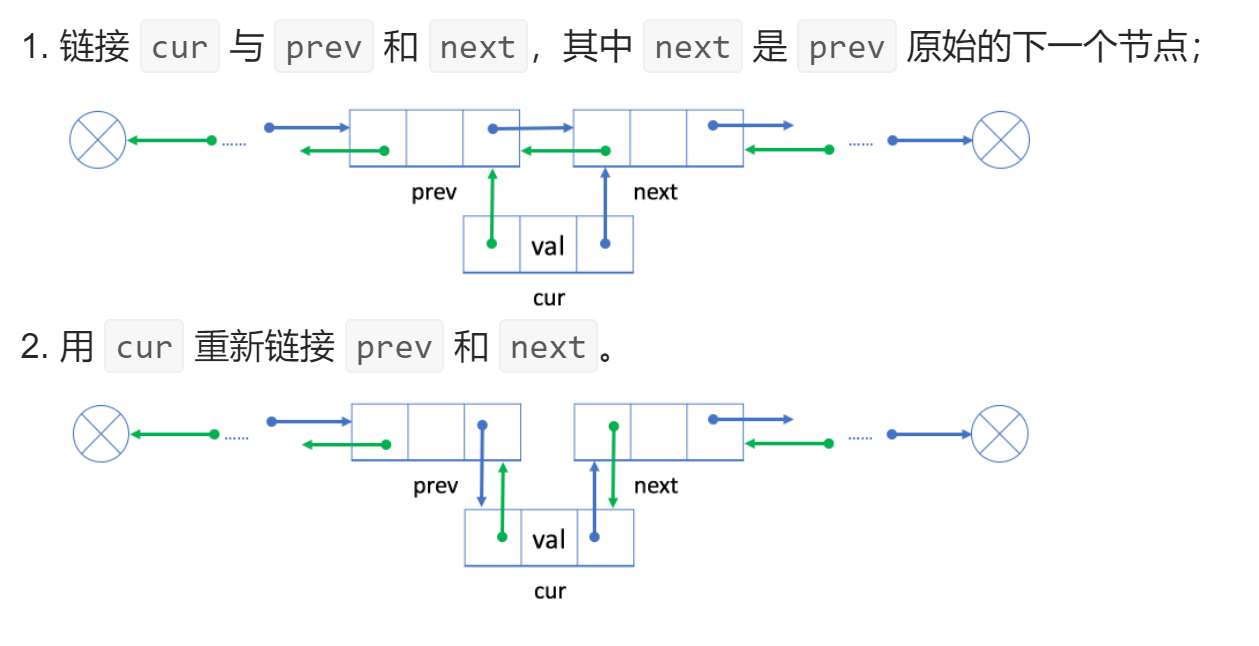 1. 链接 cur 与 prev 和 next，其中 next 是 prev 原始的下一个节点；
...... ......
prev next
val
cur
2. 用 cur 重新链接 prev 和 next 。
...... ......
prev next
val
cur